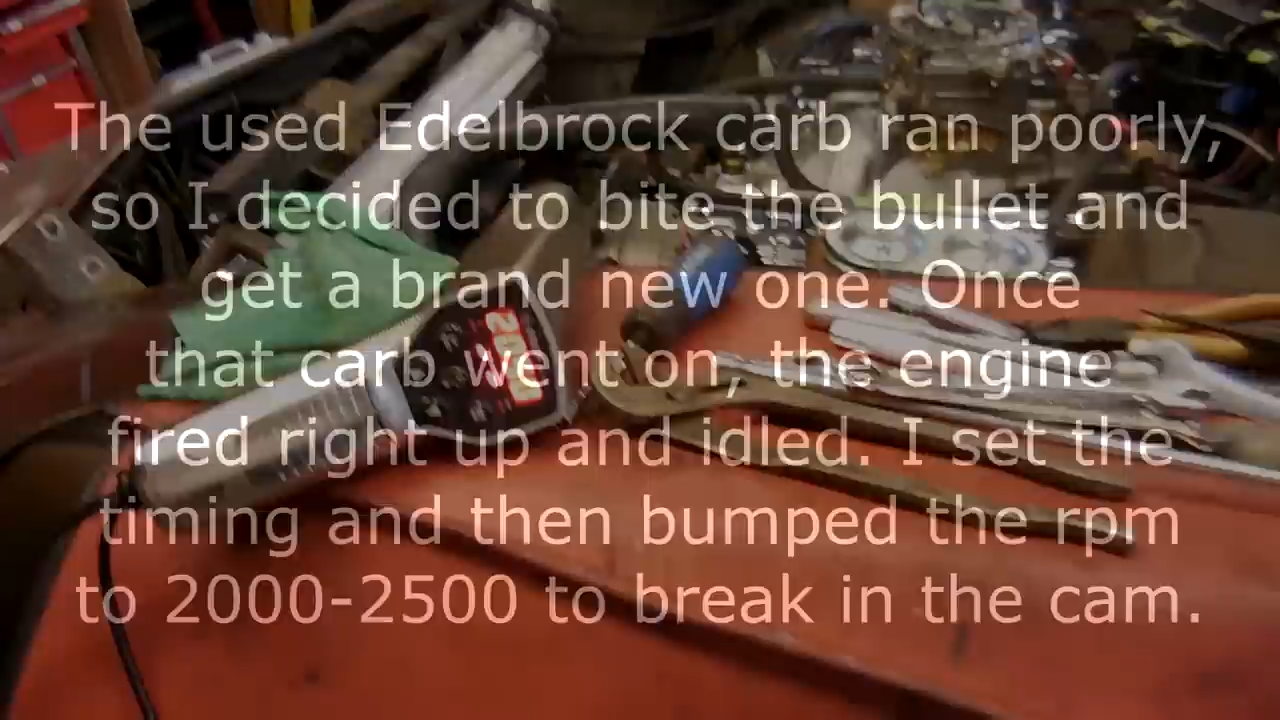 The used Edelbrock carb ran poorly,
so I decided to bite the bullet and
get a brand new one. Once
that carb went on, the engine
fired right up and idled. I set the
timing and then bumped the rpm
to 2000-2500 to break in the cam.